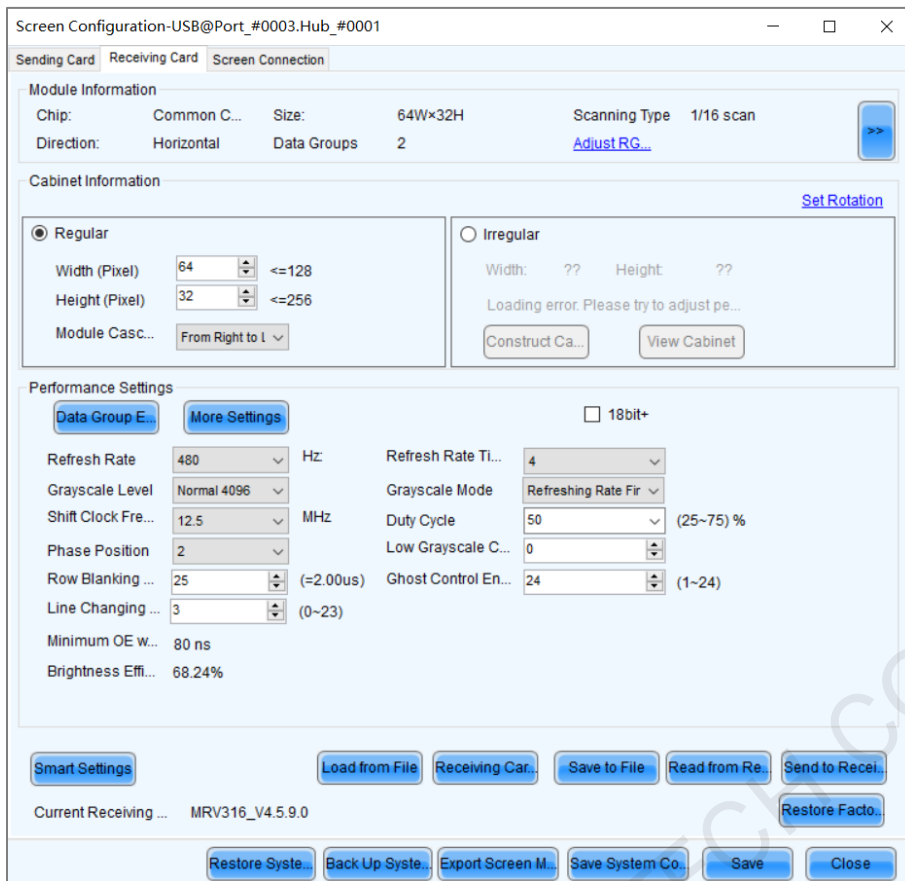 Screen Configuration-USB@Port_#0003.Hub_#0001
Sending Card Receiving Card Screen Connection
Module Information
Chip: Common C... Size: 64W×32H Scanning Type 1/16 scan
>>
Direction: Horizontal Data Groups 2 Adjust RG...
Cabinet Information
Set Rotation
Regular
Width (Pixel) 64 <=128
Height (Pixel) 32 <=256
Module Casc... From Right to L
Irregular
Width: ?? Height: ??
Loading error. Please try to adjust pe...
Construct Ca... View Cabinet
Performance Settings
Data Group E... More Settings 18bit+
Refresh Rate 480 Hz: Refresh Rate Ti... 4
Grayscale Level Normal 4096 Grayscale Mode Refreshing Rate Fir
Shift Clock Fre... 12.5 MHz Duty Cycle 50 (25~75) %
Phase Position 2 Low Grayscale C... 0
Row Blanking ... 25 (=2.00us) Ghost Control En... 24 (1~24)
Line Changing ... 3 (0~23)
Minimum OE w... 80 ns
Brightness Effi... 68.24%
Smart Settings Load from File Receiving Car... Save to File Read from Re... Send to Recei...
Current Receiving ... MRV316_V4.5.9.0 Restore Facto...
Restore Syste... Back Up Syste... Export Screen M... Save System Co... Save Close
TECH CO